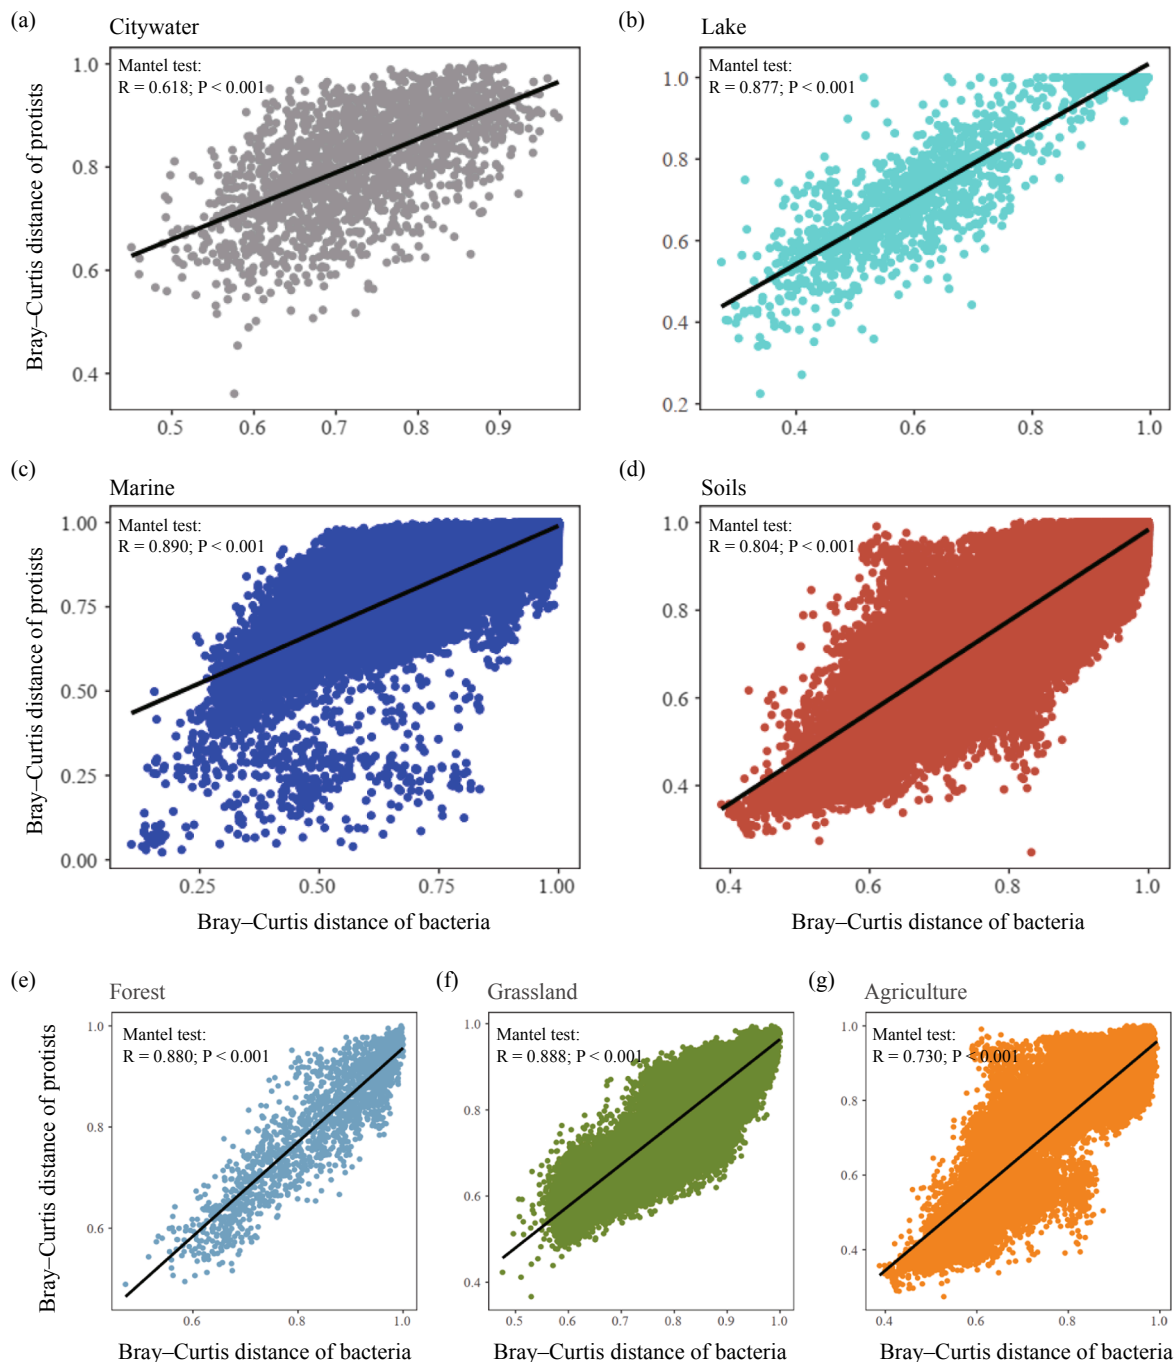 (a)
Citywater
Mantel test:
R = 0.618; P < 0.001
Bray–Curtis distance of protists
1.0
0.8
0.6
0.4
0.5
0.6
0.7
0.8
0.9
(b)
Lake
Mantel test:
R = 0.877; P < 0.001
1.0
0.8
0.6
0.4
0.2
0.4
0.6
0.8
1.0
(c)
Marine
Mantel test:
R = 0.890; P < 0.001
Bray–Curtis distance of protists
1.00
0.75
0.50
0.25
0.00
0.25
0.50
0.75
1.00
Bray–Curtis distance of bacteria
(d)
Soils
Mantel test:
R = 0.804; P < 0.001
1.0
0.8
0.6
0.4
0.4
0.6
0.8
1.0
Bray–Curtis distance of bacteria
(e)
Forest
Mantel test:
R = 0.880; P < 0.001
Bray–Curtis distance of protists
1.0
0.8
0.6
0.6
0.8
1.0
Bray–Curtis distance of bacteria
(f)
Grassland
Mantel test:
R = 0.888; P < 0.001
1.0
0.8
0.6
0.4
0.5
0.6
0.7
0.8
0.9
1.0
Bray–Curtis distance of bacteria
(g)
Agriculture
Mantel test:
R = 0.730; P < 0.001
1.0
0.8
0.6
0.4
0.4
0.5
0.6
0.7
0.8
0.9
1.0
Bray–Curtis distance of bacteria